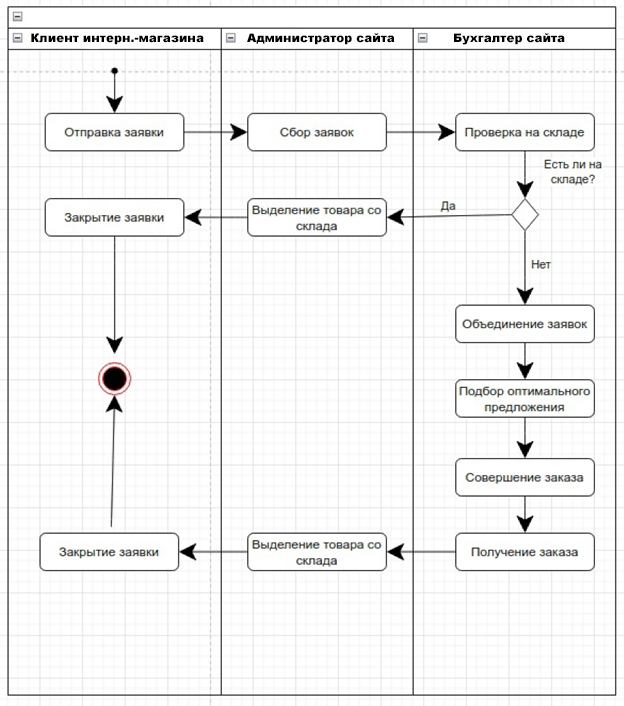 Клиент интерн.-магазина
Администратор сайта
Бухгалтер сайта
Отправка заявки
Сбор заявок
Проверка на складе
Есть ли на
складе?
Закрытие заявки
Выделение товара со
склада
Да
Нет
Объединение заявок
Подбор оптимального
предложения
Совершение заказа
Закрытие заявки
Выделение товара со
склада
Получение заказа